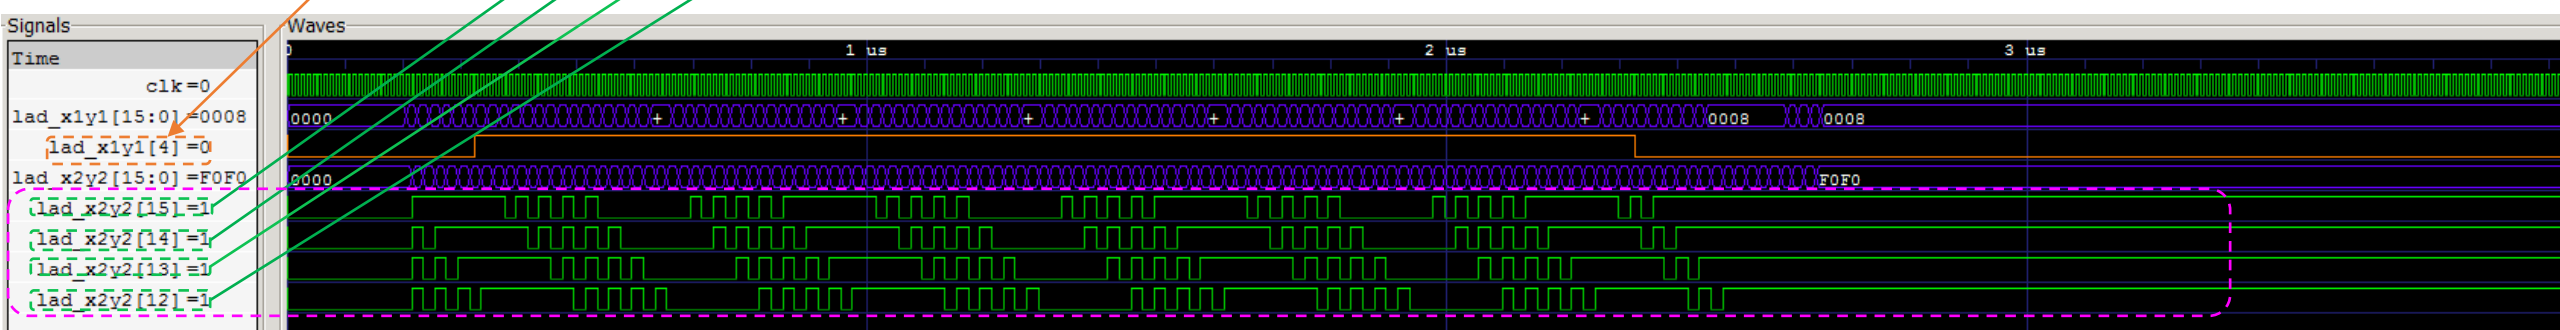 Signals Waves
Time 0 1 us 2 us 3 us
clk=0
lad_x1y1[15:0]=0008 0000 + + + + + + 0008 0008
lad_x1y1[4]=0
lad_x2y2[15:0]=F0F0 0000 F0F0
lad_x2y2[15]=1
lad_x2y2[14]=1
lad_x2y2[13]=1
lad_x2y2[12]=1